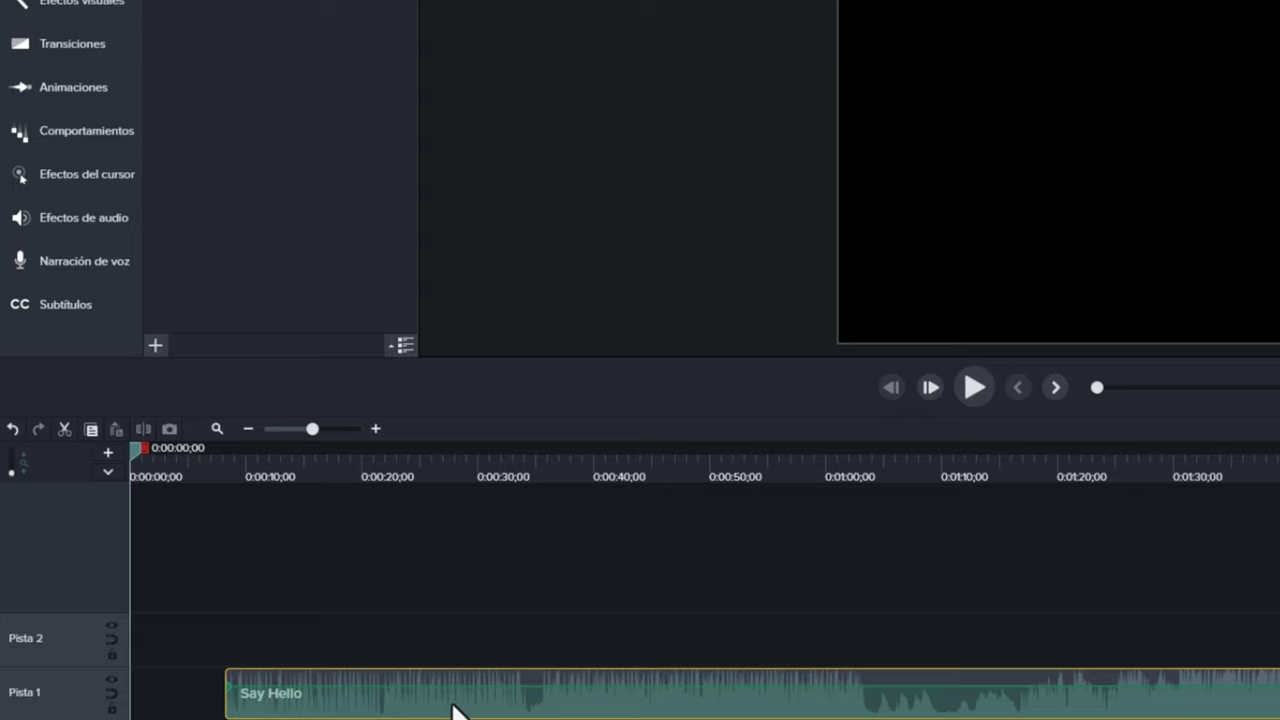 Efectos visuales
Transiciones
Animaciones
Comportamientos
Efectos del cursor
Efectos de audio
Narración de voz
CC Subtítulos
0:00:00;00
0:00:00;00 0:00:10;00 0:00:20;00 0:00:30;00 0:00:40;00 0:00:50;00 0:01:00;00 0:01:10;00 0:01:20;00 0:01:30;00
Pista 2
Pista 1
Say Hello